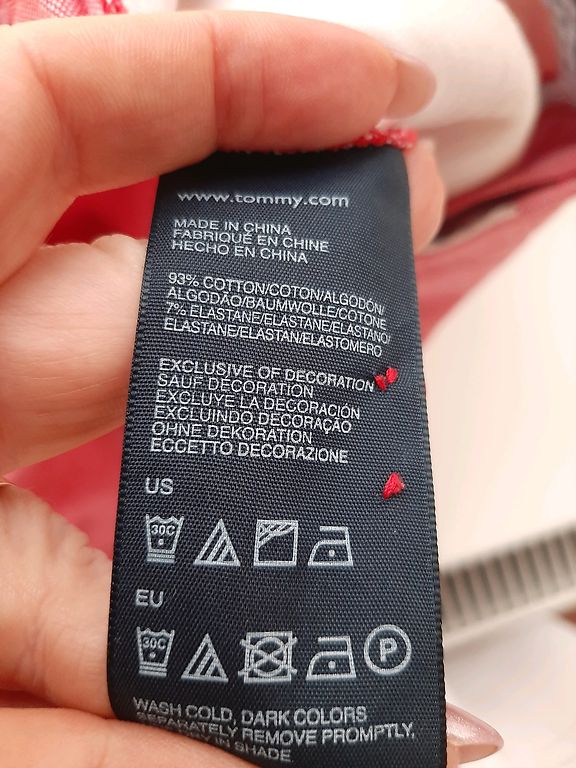 www.tommy.com
MADE IN CHINA
FABRIQUÉ EN CHINE
HECHO EN CHINA
93% COTTON/COTON/ALGODÓN/
ALGODÃO/BAUMWOLLE/COTONE
7% ELASTANE/ELASTANE/ELASTANO/
ELASTANE/ELASTAN/ELASTOMERO
EXCLUSIVE OF DECORATION
SAUF DÉCORATION
EXCLUYE LA DECORACIÓN
EXCLUINDO DECORAÇÃO
OHNE DEKORATION
ECCETTO DECORAZIONE
US
30C
EU
30C
P
WASH COLD, DARK COLORS
SEPARATELY REMOVE PROMPTLY,
IN SHADE